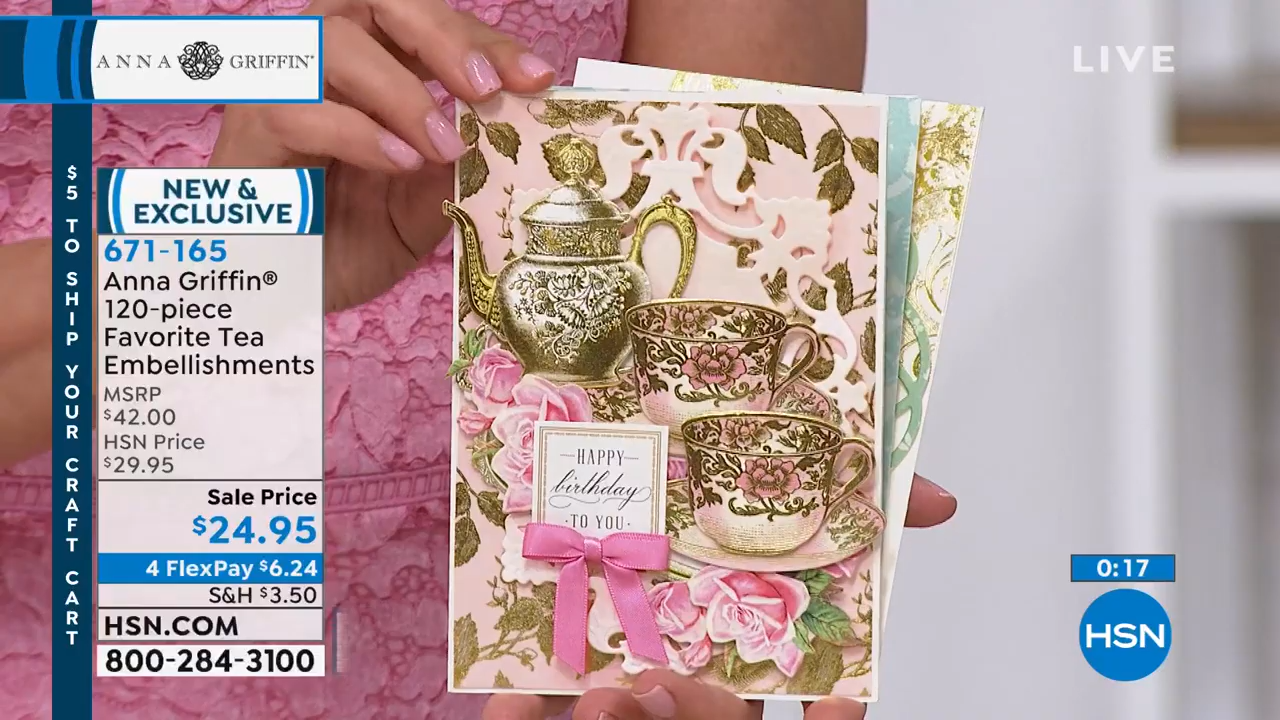 ANNA GRIFFIN®
LIVE
$5 TO SHIP YOUR CRAFT CART
NEW &
EXCLUSIVE
671-165
Anna Griffin®
120-piece
Favorite Tea
Embellishments
MSRP
$42.00
HSN Price
$29.95
Sale Price
$24.95
4 FlexPay $6.24
S&H $3.50
HSN.COM
800-284-3100
HAPPY
birthday
·TO YOU·
0:17
HSN